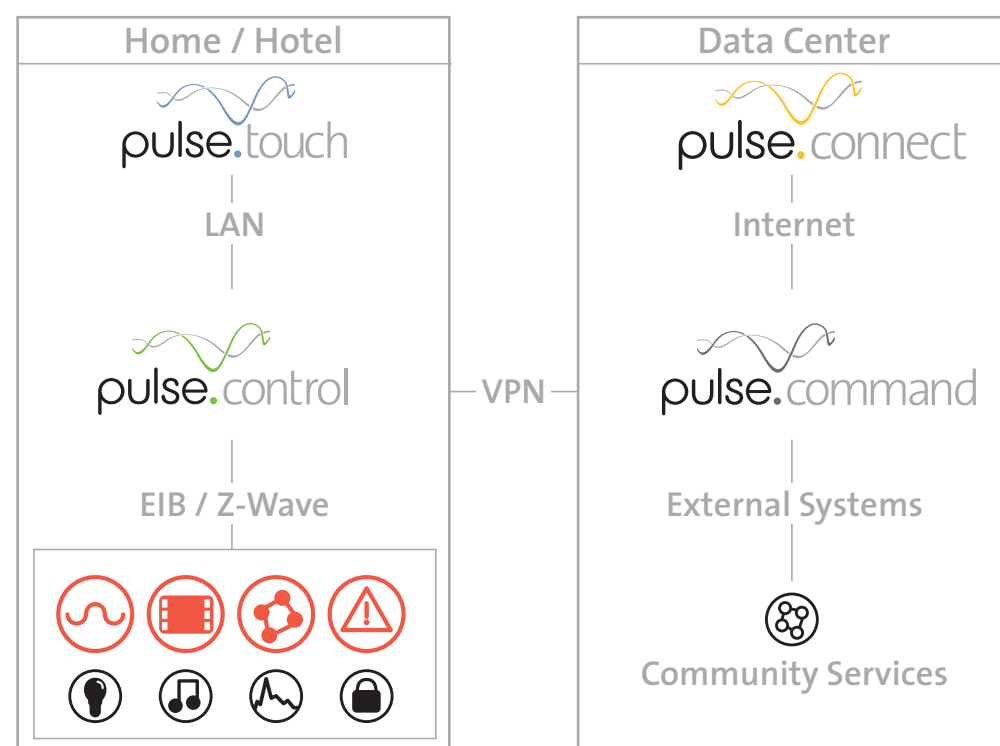 Home / Hotel
pulse.touch
LAN
pulse.control
EIB / Z-Wave
VPN
Data Center
pulse.connect
Internet
pulse.command
External Systems
Community Services